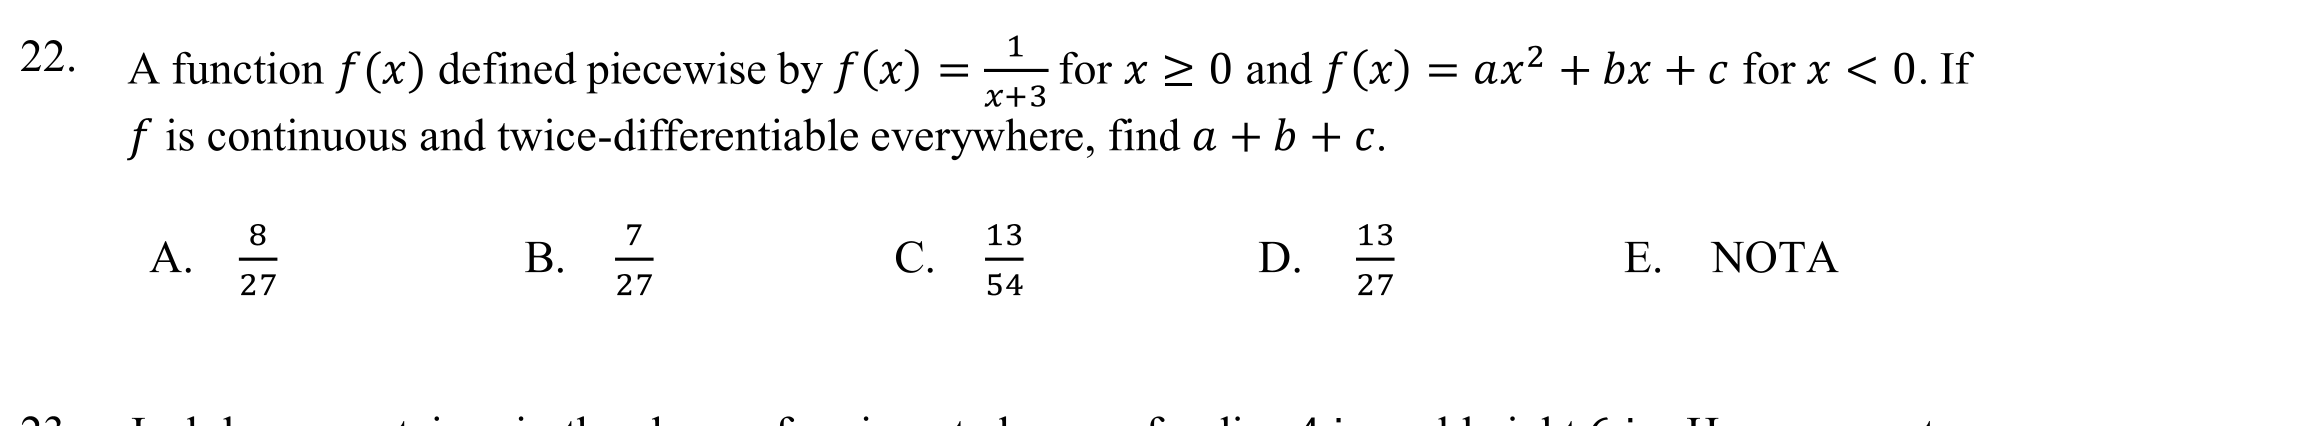 22. A function f(x) defined piecewise by f(x) = 1/(x+3) for x ≥ 0 and f(x) = ax² + bx + c for x < 0. If
f is continuous and twice-differentiable everywhere, find a + b + c.
A. 8/27 B. 7/27 C. 13/54 D. 13/27 E. NOTA